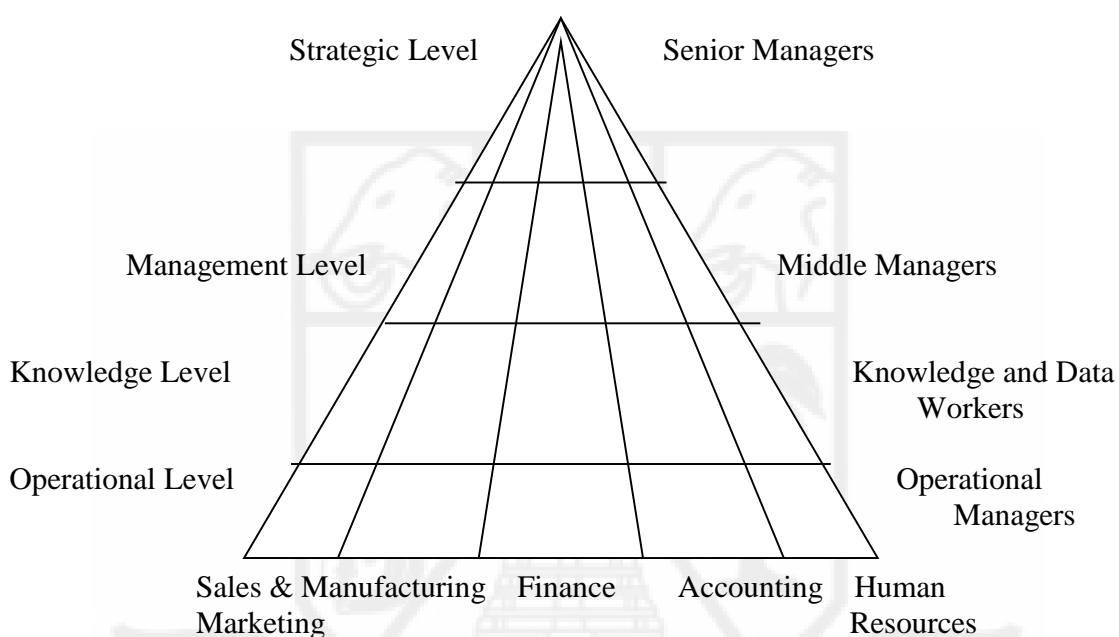 Strategic Level Senior Managers
Management Level Middle Managers
Knowledge Level Knowledge and Data
Workers
Operational Level Operational
Managers
Sales & Manufacturing Finance Accounting Human
Marketing Resources